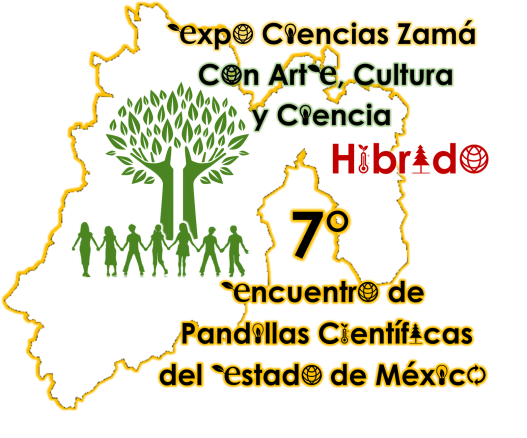 expo Ciencias Zamá
Con Arte, Cultura
y Ciencia
Híbrido
7°
encuentro de
Pandillas Científicas
del estado de México